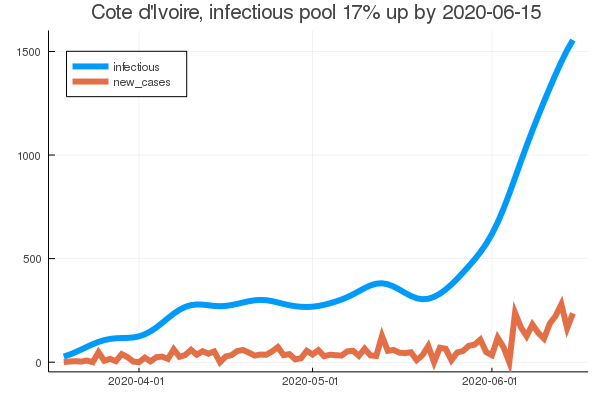 Cote d'Ivoire, infectious pool 17% up by 2020-06-15
1500
infectious
new_cases
1000
500
0
2020-04-01
2020-05-01
2020-06-01